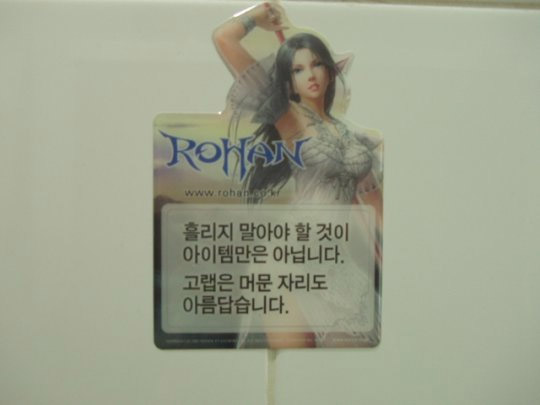 ROHAN
www.rohan.co.kr
흘리지 말아야 할 것이
아이템만은 아닙니다.
고랩은 머문 자리도
아름답습니다.